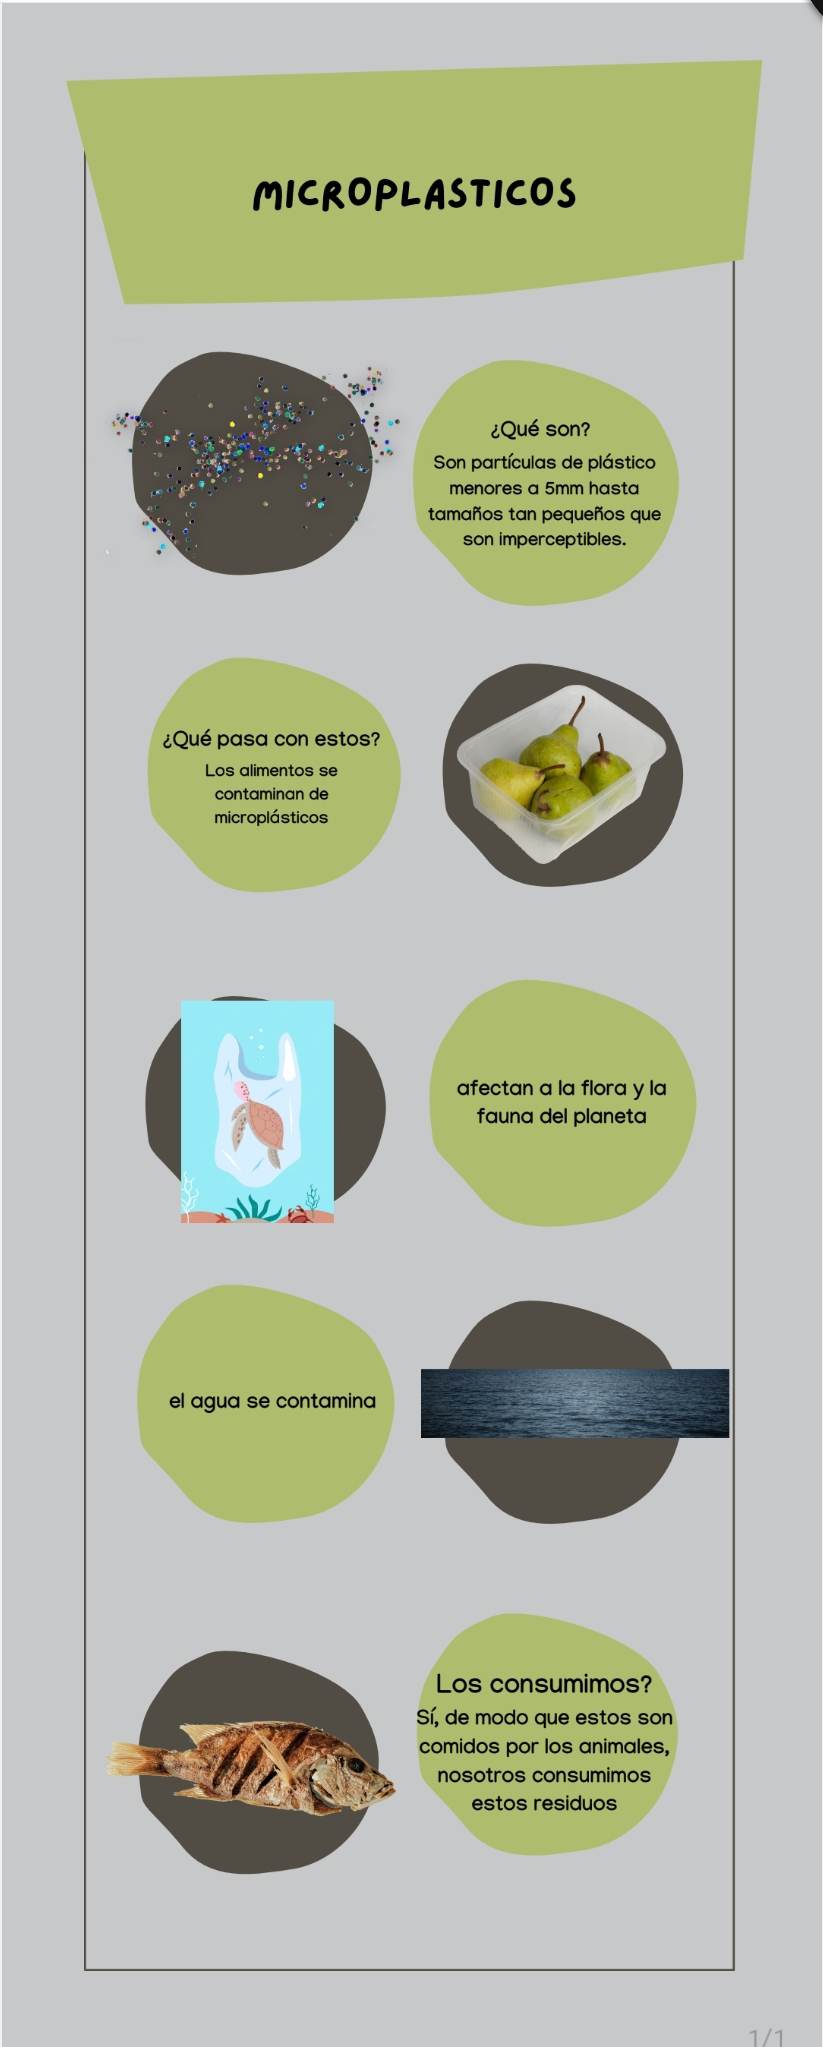 MICROPLASTICOS
¿Qué son?
Son partículas de plástico
menores a 5mm hasta
tamaños tan pequeños que
son imperceptibles.
¿Qué pasa con estos?
Los alimentos se
contaminan de
microplásticos
afectan a la flora y la
fauna del planeta
el agua se contamina
Los consumimos?
Sí, de modo que estos son
comidos por los animales,
nosotros consumimos
estos residuos
1/1